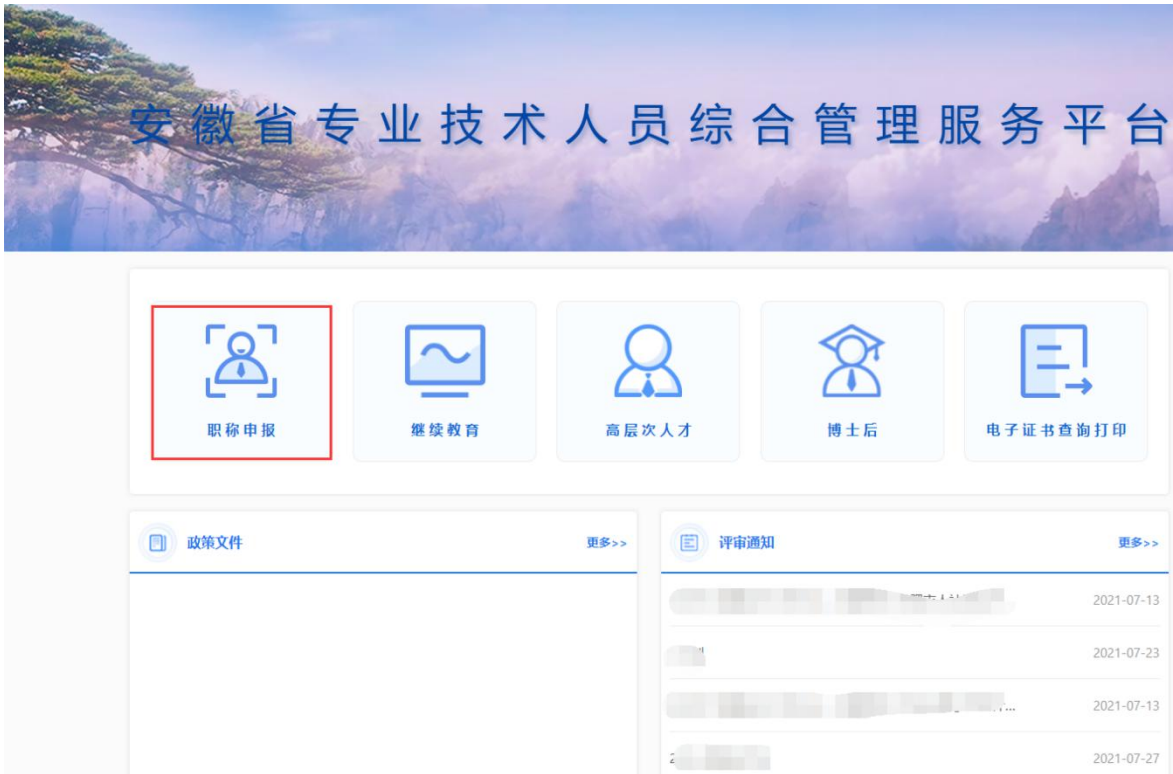 安徽省专业技术人员综合管理服务平台
职称申报 继续教育 高层次人才 博士后 电子证书查询打印
政策文件 更多>>
评审通知 更多>>
2021-07-13
2021-07-23
2021-07-13
2021-07-27